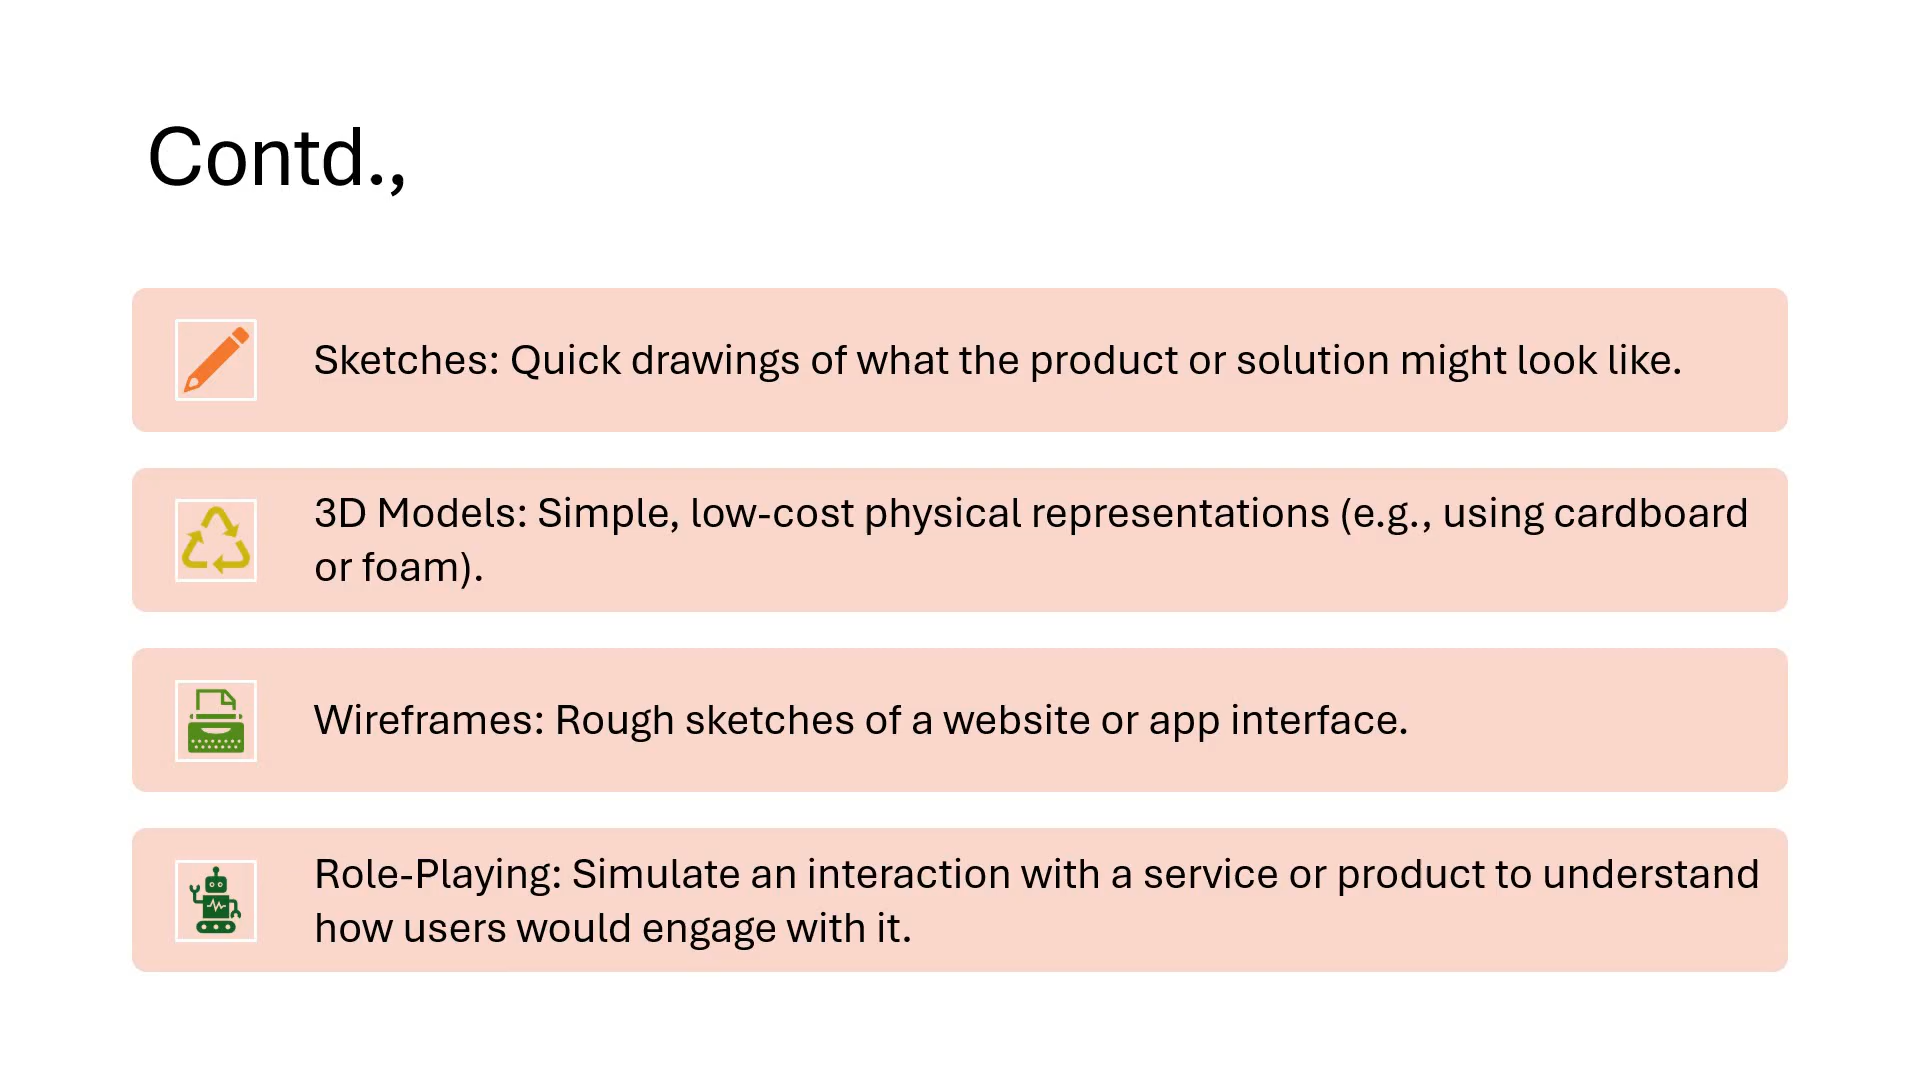 Contd.,
Sketches: Quick drawings of what the product or solution might look like.
3D Models: Simple, low-cost physical representations (e.g., using cardboard
or foam).
Wireframes: Rough sketches of a website or app interface.
Role-Playing: Simulate an interaction with a service or product to understand
how users would engage with it.